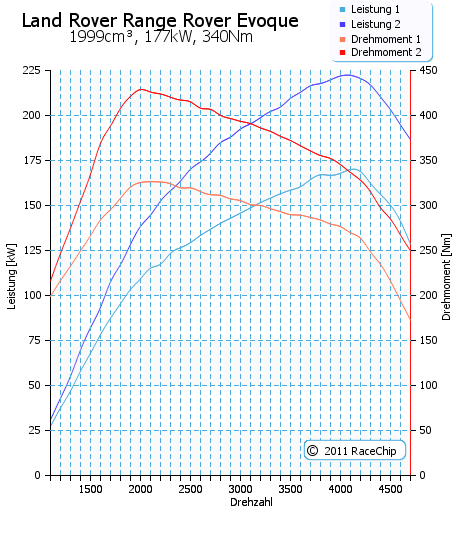 Land Rover Range Rover Evoque
1999cm³, 177kW, 340Nm
Leistung 1
Leistung 2
Drehmoment 1
Drehmoment 2
Leistung [kW]
225
200
175
150
125
100
75
50
25
0
450
400
350
300
250
200
150
100
50
0
Drehmoment [Nm]
© 2011 RaceChip
1500 2000 2500 3000 3500 4000 4500
Drehzahl